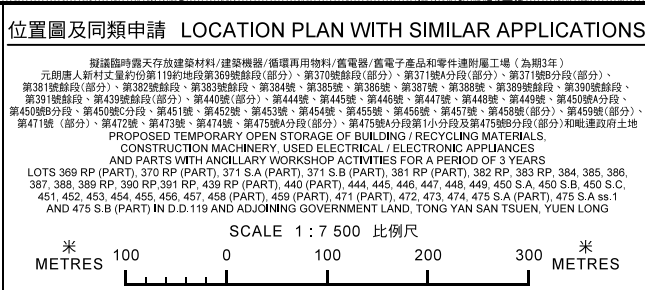 位置圖及同類申請 LOCATION PLAN WITH SIMILAR APPLICATIONS
擬議臨時露天存放建築材料/建築機器/循環再用物料/舊電器/舊電子產品和零件連附屬工場（為期3年）
元朗唐人新村丈量約份第119約地段第369號餘段(部分)、第370號餘段(部分)、第371號A分段(部分)、第371號B分段(部分)、
第381號餘段(部分)、第382號餘段、第383號餘段、第384號、第385號、第386號、第387號、第388號、第389號餘段、第390號餘段、
第391號餘段、第439號餘段(部分)、第440號(部分)、第444號、第445號、第446號、第447號、第448號、第449號、第450號A分段、
第450號B分段、第450號C分段、第451號、第452號、第453號、第454號、第455號、第456號、第457號、第458號(部分)、第459號(部分)、
第471號 (部分)、第472號、第473號、第474號、第475號A分段(部分)、第475號A分段第1小分段及第475號B分段(部分)和毗連政府土地
PROPOSED TEMPORARY OPEN STORAGE OF BUILDING / RECYCLING MATERIALS,
CONSTRUCTION MACHINERY, USED ELECTRICAL / ELECTRONIC APPLIANCES
AND PARTS WITH ANCILLARY WORKSHOP ACTIVITIES FOR A PERIOD OF 3 YEARS
LOTS 369 RP (PART), 370 RP (PART), 371 S.A (PART), 371 S.B (PART), 381 RP (PART), 382 RP, 383 RP, 384, 385, 386,
387, 388, 389 RP, 390 RP,391 RP, 439 RP (PART), 440 (PART), 444, 445, 446, 447, 448, 449, 450 S.A, 450 S.B, 450 S.C,
451, 452, 453, 454, 455, 456, 457, 458 (PART), 459 (PART), 471 (PART), 472, 473, 474, 475 S.A (PART), 475 S.A ss.1
AND 475 S.B (PART) IN D.D.119 AND ADJOINING GOVERNMENT LAND, TONG YAN SAN TSUEN, YUEN LONG
SCALE 1 : 7 500 比例尺
米 METRES 100 0 100 200 300 米 METRES